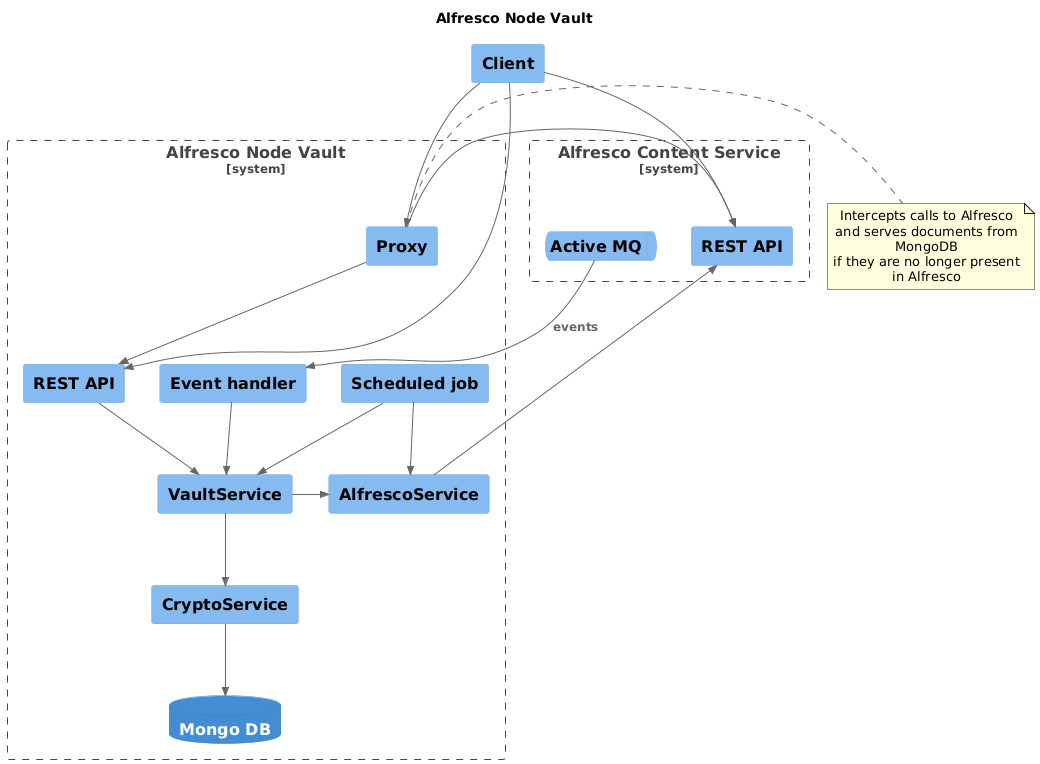 Alfresco Node Vault
Client
Alfresco Node Vault
[system]
Alfresco Content Service
[system]
Proxy
Active MQ
REST API
Intercepts calls to Alfresco
and serves documents from
MongoDB
if they are no longer present
in Alfresco
events
REST API
Event handler
Scheduled job
VaultService
AlfrescoService
CryptoService
Mongo DB